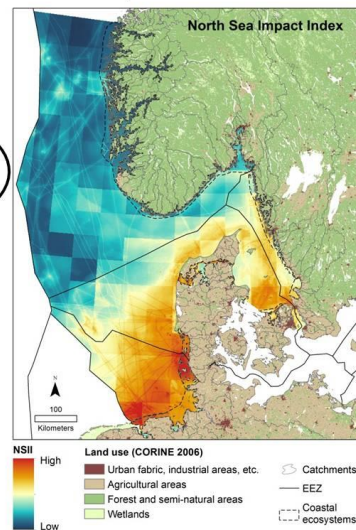 North Sea Impact Index
N
100
Kilometers
NSII
High
Low
Land use (CORINE 2006)
Urban fabric, industrial areas, etc.
Agricultural areas
Forest and semi-natural areas
Wetlands
Catchments
EEZ
Coastal
ecosystems